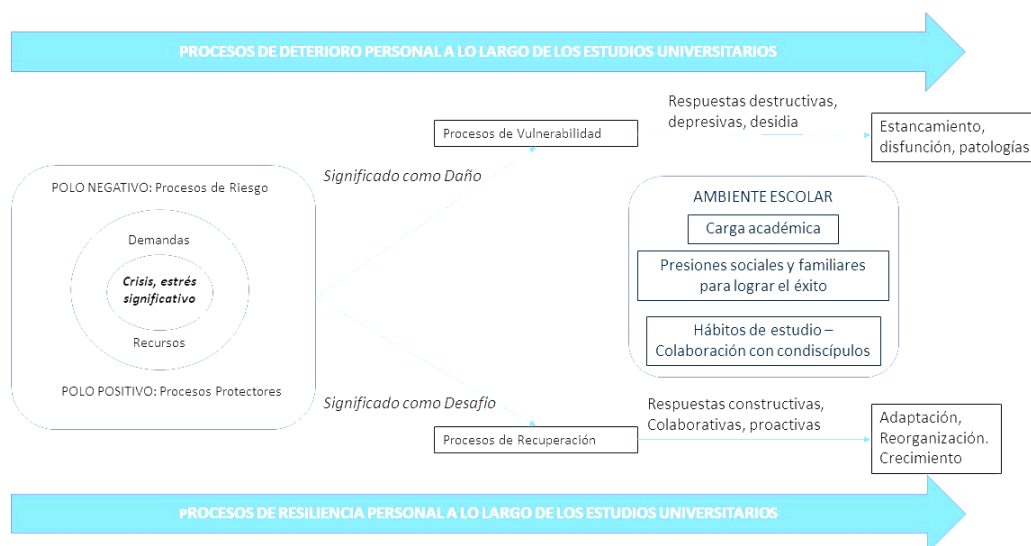 PROCESOS DE DETERIORO PERSONAL A LO LARGO DE LOS ESTUDIOS UNIVERSITARIOS
POLO NEGATIVO: Procesos de Riesgo
Demandas
Crisis, estrés
significativo
Recursos
POLO POSITIVO: Procesos Protectores
Significado como Daño
Procesos de Vulnerabilidad
Respuestas destructivas,
depresivas, desidia
Estancamiento,
disfunción, patologías
AMBIENTE ESCOLAR
Carga académica
Presiones sociales y familiares
para lograr el éxito
Hábitos de estudio –
Colaboración con condiscípulos
Significado como Desafío
Procesos de Recuperación
Respuestas constructivas,
Colaborativas, proactivas
Adaptación,
Reorganización.
Crecimiento
PROCESOS DE RESILIENCIA PERSONAL A LO LARGO DE LOS ESTUDIOS UNIVERSITARIOS